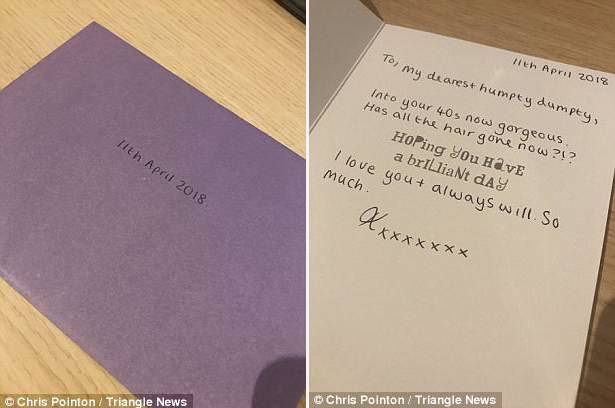 11th April 2018.
11th April 2018
To, my dearest humpty dumpty,
Into your 40s now gorgeous.
Has all the hair gone now ?!?
HOPing yOU HavE
a brILliaNt dAy
I love you + always will. So
much.
Xxxxxxxx
© Chris Pointon / Triangle News
© Chris Pointon / Triangle News